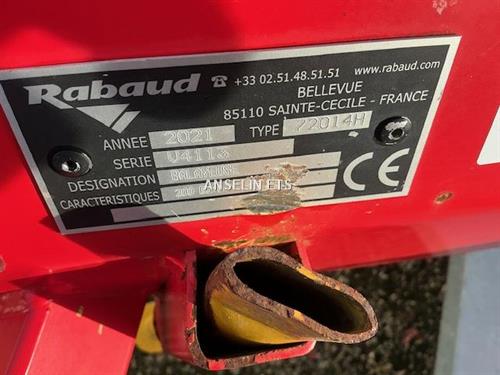 Rabaud ☎ +33 02.51.48.51.51 www.rabaud.com
BELLEVUE
85110 SAINTE-CECILE - FRANCE
ANNEE 2021 TYPE 72014H
SERIE
DESIGNATION
CARACTERISTIQUES
ANSELIN ETS
CE